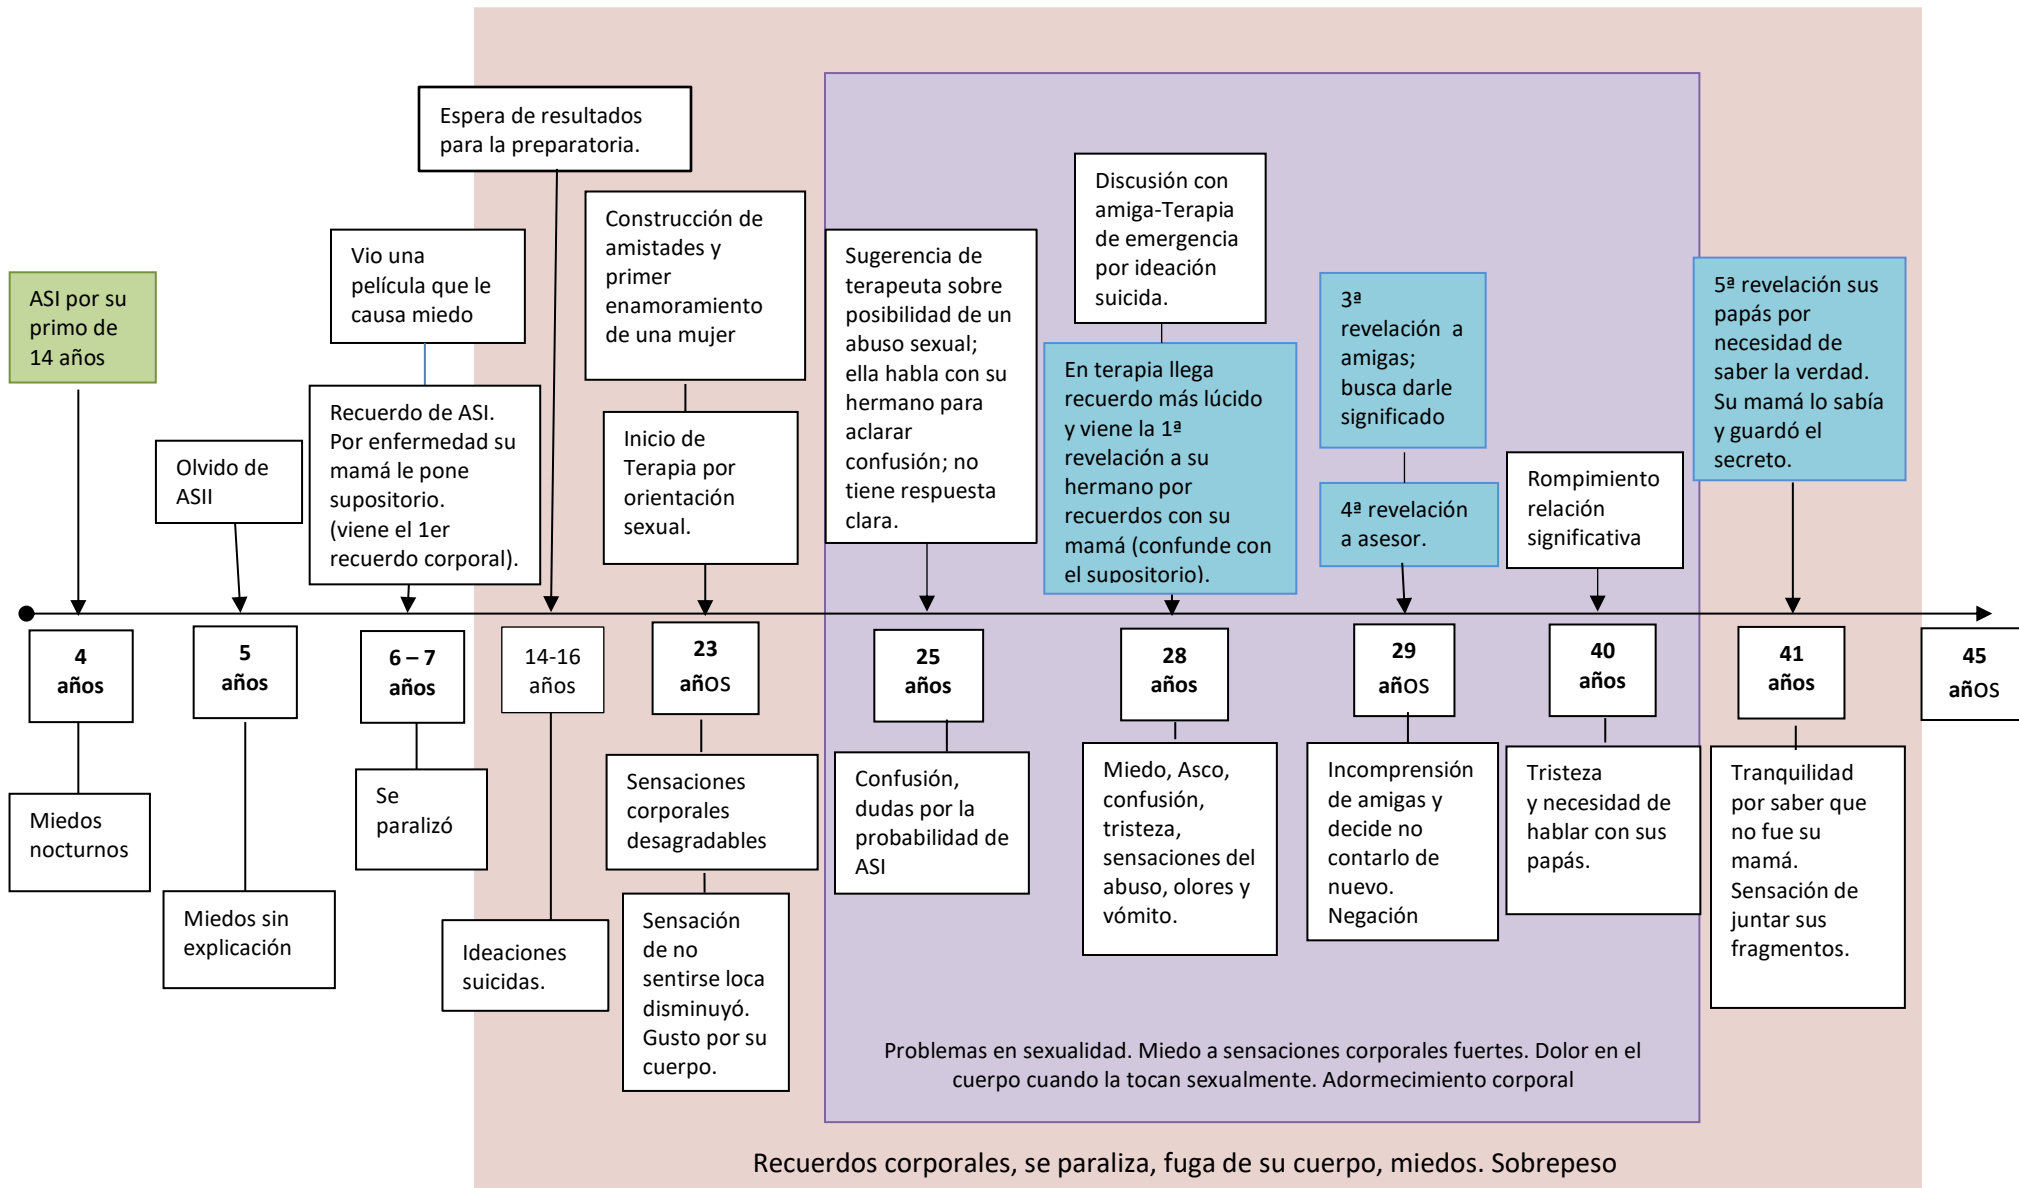 Espera de resultados
para la preparatoria.
Discusión con
amiga-Terapia
de emergencia
por ideación
suicida.
Construcción de
amistades y
primer
enamoramiento
de una mujer
Vio una
película que le
causa miedo
Sugerencia de
terapeuta sobre
posibilidad de un
abuso sexual;
ella habla con su
hermano para
aclarar
confusión; no
tiene respuesta
clara.
ASI por su
primo de
14 años
3ª
revelación a
amigas;
busca darle
significado
5ª revelación sus
papás por
necesidad de
saber la verdad.
Su mamá lo sabía
y guardó el
secreto.
En terapia llega
recuerdo más lúcido
y viene la 1ª
revelación a su
hermano por
recuerdos con su
mamá (confunde con
el supositorio).
Recuerdo de ASI.
Por enfermedad su
mamá le pone
supositorio.
(viene el 1er
recuerdo corporal).
Inicio de
Terapia por
orientación
sexual.
Olvido de
ASII
4ª revelación
a asesor.
Rompimiento
relación
significativa
4
años
5
años
6 – 7
años
14-16
años
23
años
25
años
28
años
29
años
40
años
41
años
45
años
Miedos
nocturnos
Miedos sin
explicación
Se
paralizó
Ideaciones
suicidas.
Sensaciones
corporales
desagradables
Sensación
de no
sentirse loca
disminuyó.
Gusto por su
cuerpo.
Confusión,
dudas por la
probabilidad de
ASI
Miedo, Asco,
confusión,
tristeza,
sensaciones del
abuso, olores y
vómito.
Incomprensión
de amigas y
decide no
contarlo de
nuevo.
Negación
Tristeza
y necesidad de
hablar con sus
papás.
Tranquilidad
por saber que
no fue su
mamá.
Sensación de
juntar sus
fragmentos.
Problemas en sexualidad. Miedo a sensaciones corporales fuertes. Dolor en el
cuerpo cuando la tocan sexualmente. Adormecimiento corporal
Recuerdos corporales, se paraliza, fuga de su cuerpo, miedos. Sobrepeso